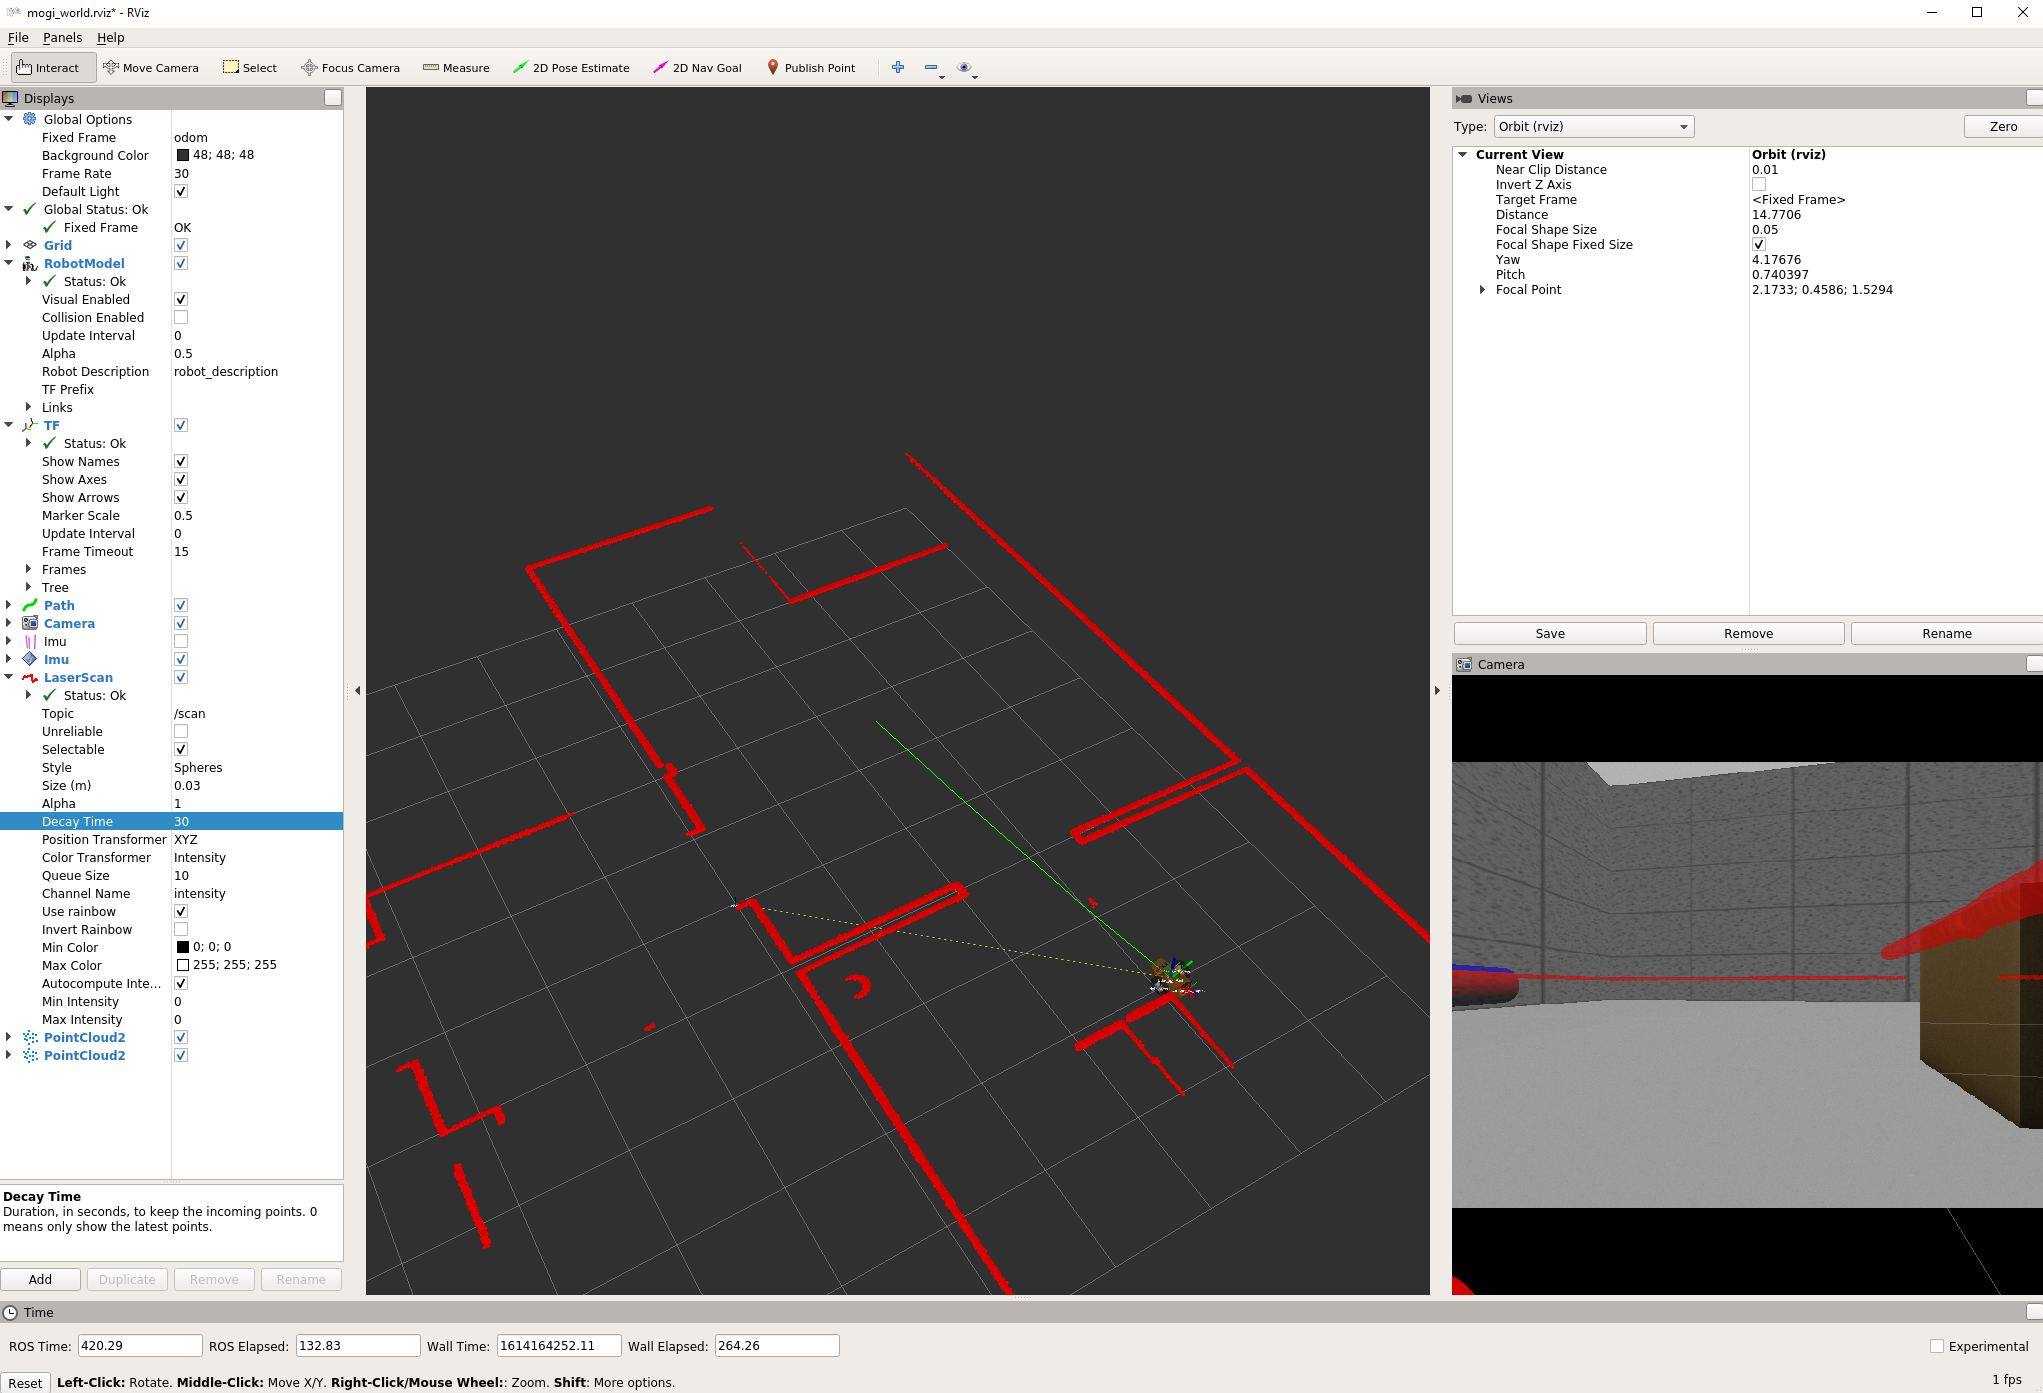 mogi_world.rviz* - RViz
File Panels Help
Interact Move Camera Select Focus Camera Measure 2D Pose Estimate 2D Nav Goal Publish Point
Displays
Global Options
Fixed Frame odom
Background Color 48; 48; 48
Frame Rate 30
Default Light
Global Status: Ok
Fixed Frame OK
Grid
RobotModel
Status: Ok
Visual Enabled
Collision Enabled
Update Interval 0
Alpha 0.5
Robot Description robot_description
TF Prefix
Links
TF
Status: Ok
Show Names
Show Axes
Show Arrows
Marker Scale 0.5
Update Interval 0
Frame Timeout 15
Frames
Tree
Path
Camera
Imu
Imu
LaserScan
Status: Ok
Topic /scan
Unreliable
Selectable
Style Spheres
Size (m) 0.03
Alpha 1
Decay Time 30
Position Transformer XYZ
Color Transformer Intensity
Queue Size 10
Channel Name intensity
Use rainbow
Invert Rainbow
Min Color 0; 0; 0
Max Color 255; 255; 255
Autocompute Inte...
Min Intensity 0
Max Intensity 0
PointCloud2
PointCloud2
Decay Time
Duration, in seconds, to keep the incoming points. 0
means only show the latest points.
Add Duplicate Remove Rename
Views
Type: Orbit (rviz) Zero
Current View Orbit (rviz)
Near Clip Distance 0.01
Invert Z Axis
Target Frame <Fixed Frame>
Distance 14.7706
Focal Shape Size 0.05
Focal Shape Fixed Size
Yaw 4.17676
Pitch 0.740397
Focal Point 2.1733; 0.4586; 1.5294
Save Remove Rename
Camera
Time
ROS Time: 420.29 ROS Elapsed: 132.83 Wall Time: 1614164252.11 Wall Elapsed: 264.26 Experimental
Reset Left-Click: Rotate. Middle-Click: Move X/Y. Right-Click/Mouse Wheel:: Zoom. Shift: More options. 1 fps